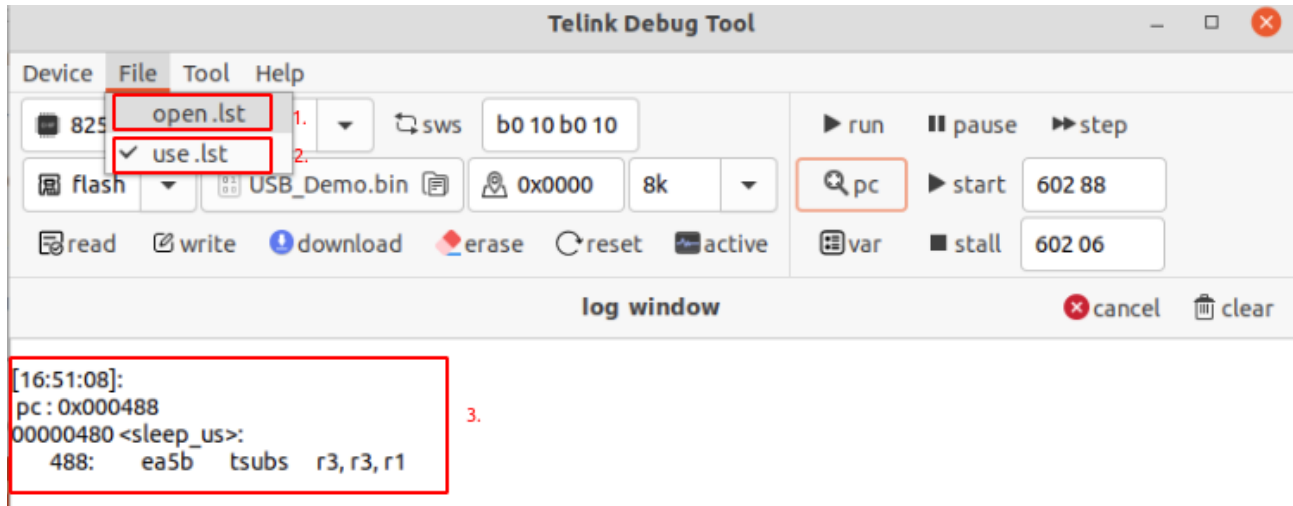 Telink Debug Tool
Device File Tool Help
open .lst 1.
use .lst 2.
825 sws b0 10 b0 10 run pause step
flash USB_Demo.bin 0x0000 8k pc start 602 88
read write download erase reset active var stall 602 06
log window cancel clear
[16:51:08]:
pc : 0x000488
00000480 <sleep_us>:
488: ea5b tsubs r3, r3, r1
3.